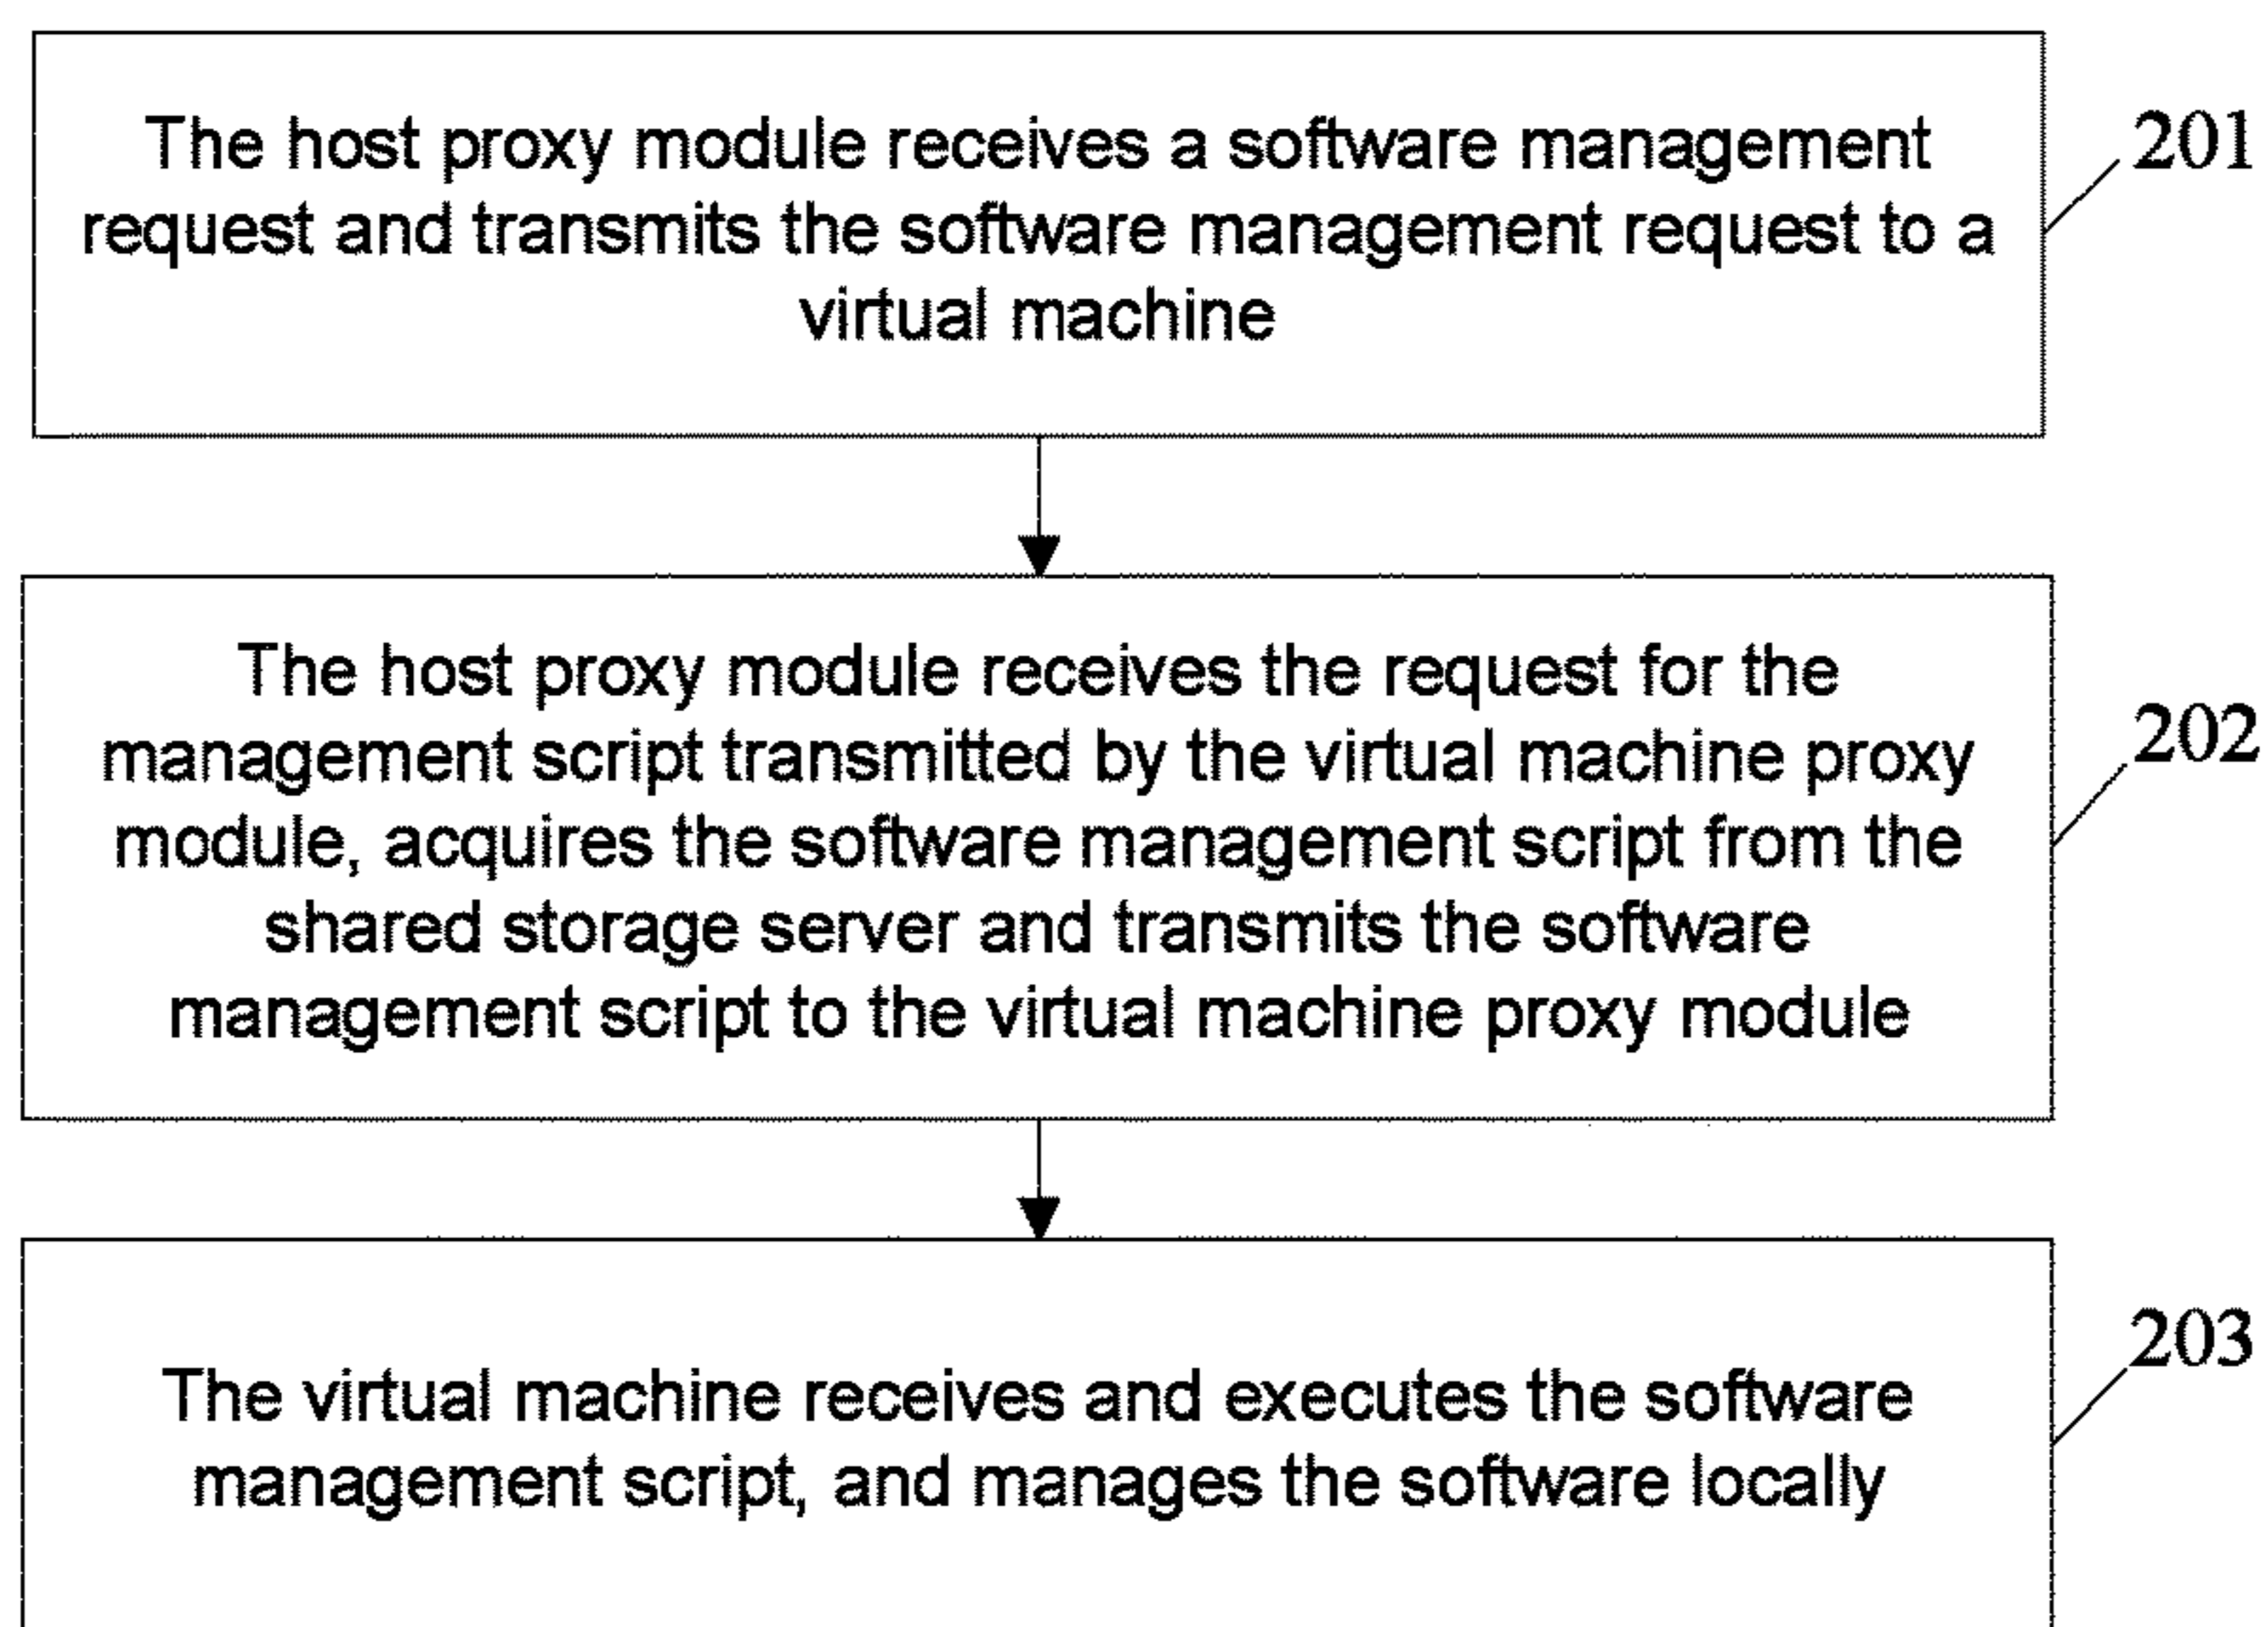 The host proxy module receives a software management
request and transmits the software management request to a
virtual machine
201
The host proxy module receives the request for the
management script transmitted by the virtual machine proxy
module, acquires the software management script from the
shared storage server and transmits the software
management script to the virtual machine proxy module
202
The virtual machine receives and executes the software
management script, and manages the software locally
203